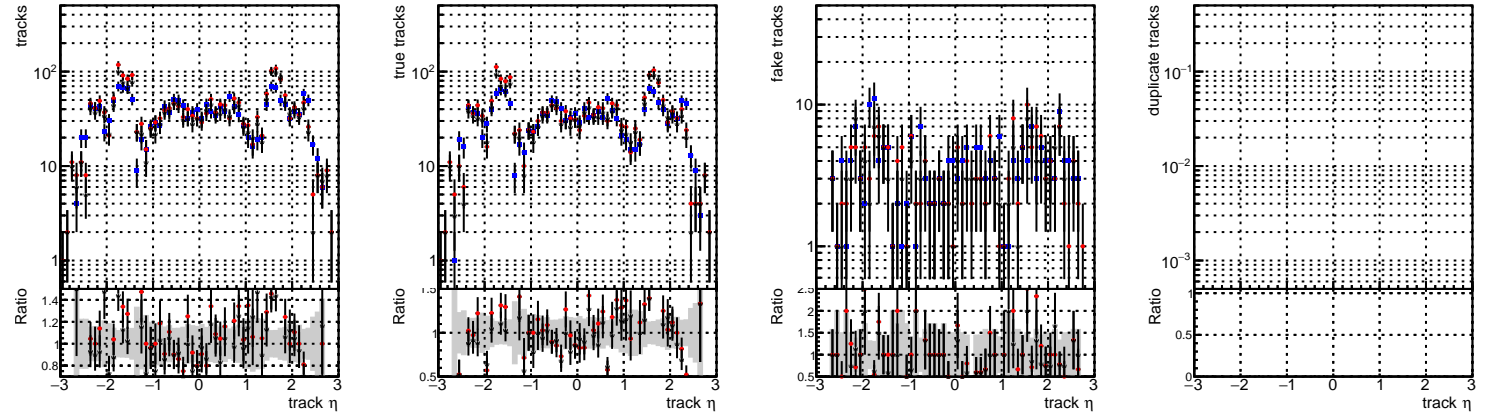 tracks
10²
10
1
Ratio
1.4
1.2
1
0.8
−3 −2 −1 0 1 2 3
track η
true tracks
10²
10
1
Ratio
1.5
1
0.5
−3 −2 −1 0 1 2 3
track η
fake tracks
10
1
Ratio
2.5
2
1.5
1
0.5
−3 −2 −1 0 1 2 3
track η
duplicate tracks
10⁻¹
10⁻²
10⁻³
Ratio
1
0.5
0
−3 −2 −1 0 1 2 3
track η